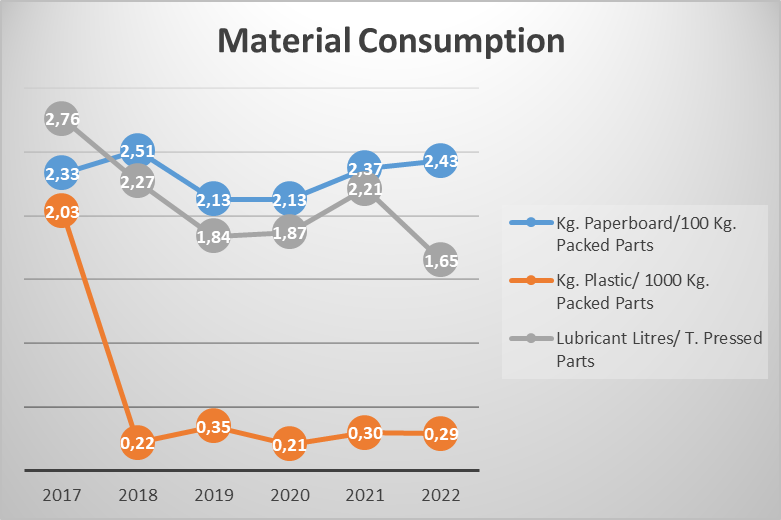 Material Consumption
2,76
2,51
2,33
2,27
2,37
2,43
2,21
2,13
2,13
2,03
1,84
1,87
1,65
Kg. Paperboard/100 Kg.
Packed Parts
Kg. Plastic/ 1000 Kg.
Packed Parts
Lubricant Litres/ T. Pressed
Parts
0,22
0,35
0,21
0,30
0,29
2017 2018 2019 2020 2021 2022